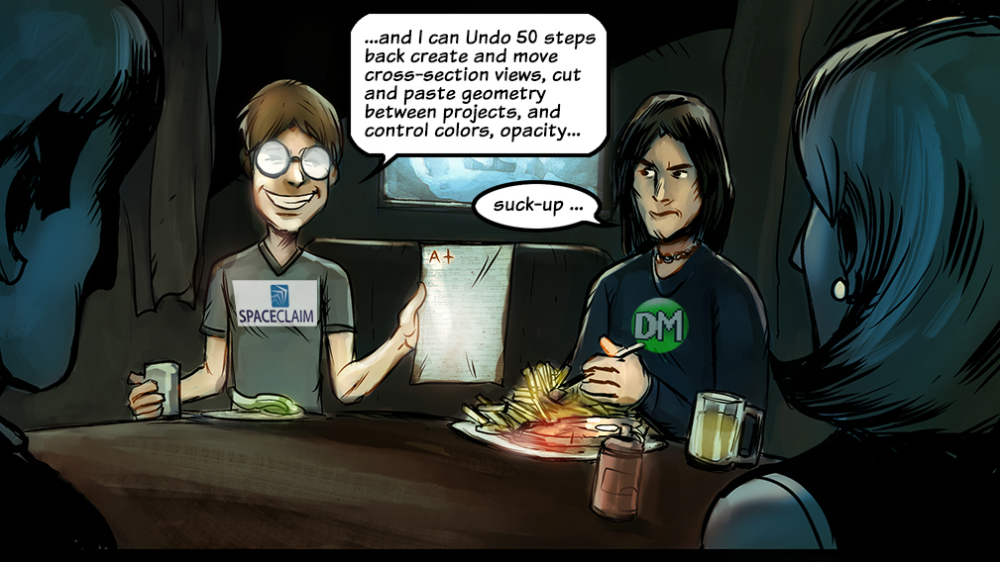 ...and I can Undo 50 steps
back create and move
cross-section views, cut
and paste geometry
between projects, and
control colors, opacity...
suck-up ...
A+
SPACECLAIM
DM